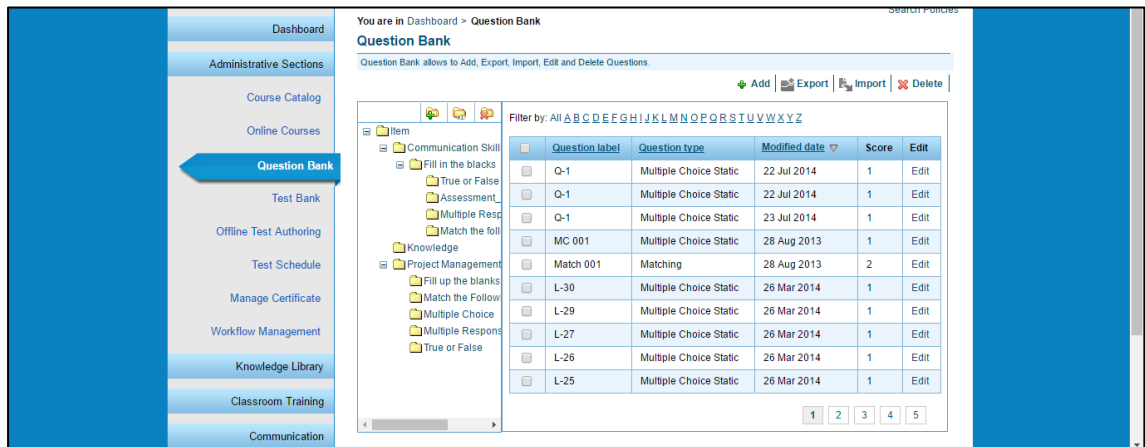 Search Policies
You are in Dashboard > Question Bank
Question Bank
Question Bank allows to Add, Export, Import, Edit and Delete Questions.
Add Export Import Delete
Dashboard
Administrative Sections
Course Catalog
Online Courses
Question Bank
Test Bank
Offline Test Authoring
Test Schedule
Manage Certificate
Workflow Management
Knowledge Library
Classroom Training
Communication
Item
Communication Skill
Fill in the blacks
True or False
Assessment_
Multiple Resp
Match the foll
Knowledge
Project Management
Fill up the blanks
Match the Follow
Multiple Choice
Multiple Respons
True or False
Filter by: All A B C D E F G H I J K L M N O P Q R S T U V W X Y Z
Question label Question type Modified date Score Edit
Q-1 Multiple Choice Static 22 Jul 2014 1 Edit
Q-1 Multiple Choice Static 22 Jul 2014 1 Edit
Q-1 Multiple Choice Static 23 Jul 2014 1 Edit
MC 001 Multiple Choice Static 28 Aug 2013 1 Edit
Match 001 Matching 28 Aug 2013 2 Edit
L-30 Multiple Choice Static 26 Mar 2014 1 Edit
L-29 Multiple Choice Static 26 Mar 2014 1 Edit
L-27 Multiple Choice Static 26 Mar 2014 1 Edit
L-26 Multiple Choice Static 26 Mar 2014 1 Edit
L-25 Multiple Choice Static 26 Mar 2014 1 Edit
1 2 3 4 5